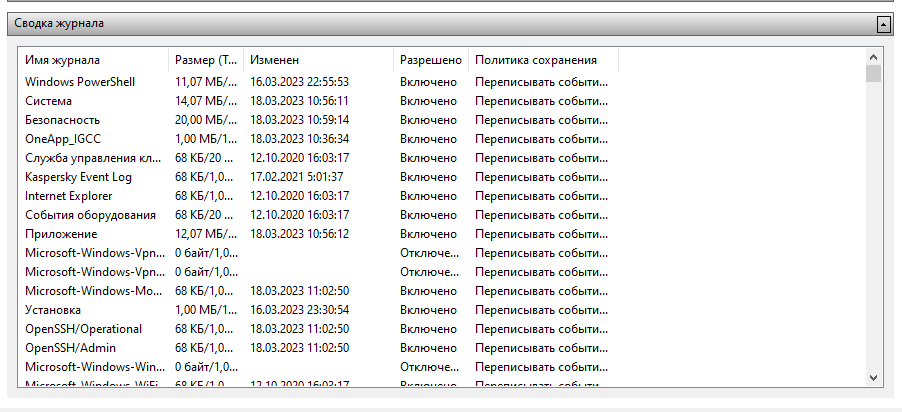 Сводка журнала
Имя журнала Размер (Т... Изменен Разрешено Политика сохранения
Windows PowerShell 11,07 МБ/... 16.03.2023 22:55:53 Включено Переписывать событи...
Система 14,07 МБ/... 18.03.2023 10:56:11 Включено Переписывать событи...
Безопасность 20,00 МБ/... 18.03.2023 10:59:14 Включено Переписывать событи...
OneApp_IGCC 1,00 МБ/1... 18.03.2023 10:36:34 Включено Переписывать событи...
Служба управления кл... 68 КБ/20 ... 12.10.2020 16:03:17 Включено Переписывать событи...
Kaspersky Event Log 68 КБ/1,0... 17.02.2021 5:01:37 Включено Переписывать событи...
Internet Explorer 68 КБ/1,0... 12.10.2020 16:03:17 Включено Переписывать событи...
События оборудования 68 КБ/20 ... 12.10.2020 16:03:17 Включено Переписывать событи...
Приложение 12,07 МБ/... 18.03.2023 10:56:12 Включено Переписывать событи...
Microsoft-Windows-Vpn... 0 байт/1,0... Отключе... Переписывать событи...
Microsoft-Windows-Vpn... 0 байт/1,0... Отключе... Переписывать событи...
Microsoft-Windows-Mo... 68 КБ/1,0... 18.03.2023 11:02:50 Включено Переписывать событи...
Установка 1,00 МБ/1... 16.03.2023 23:30:54 Включено Переписывать событи...
OpenSSH/Operational 68 КБ/1,0... 18.03.2023 11:02:50 Включено Переписывать событи...
OpenSSH/Admin 68 КБ/1,0... 18.03.2023 11:02:50 Включено Переписывать событи...
Microsoft-Windows-Win... 0 байт/1,0... Отключе... Переписывать событи...
Microsoft-Windows-WiFi... 68 КБ/1,0... 12.10.2020 16:03:17 Включено Переписывать событи...